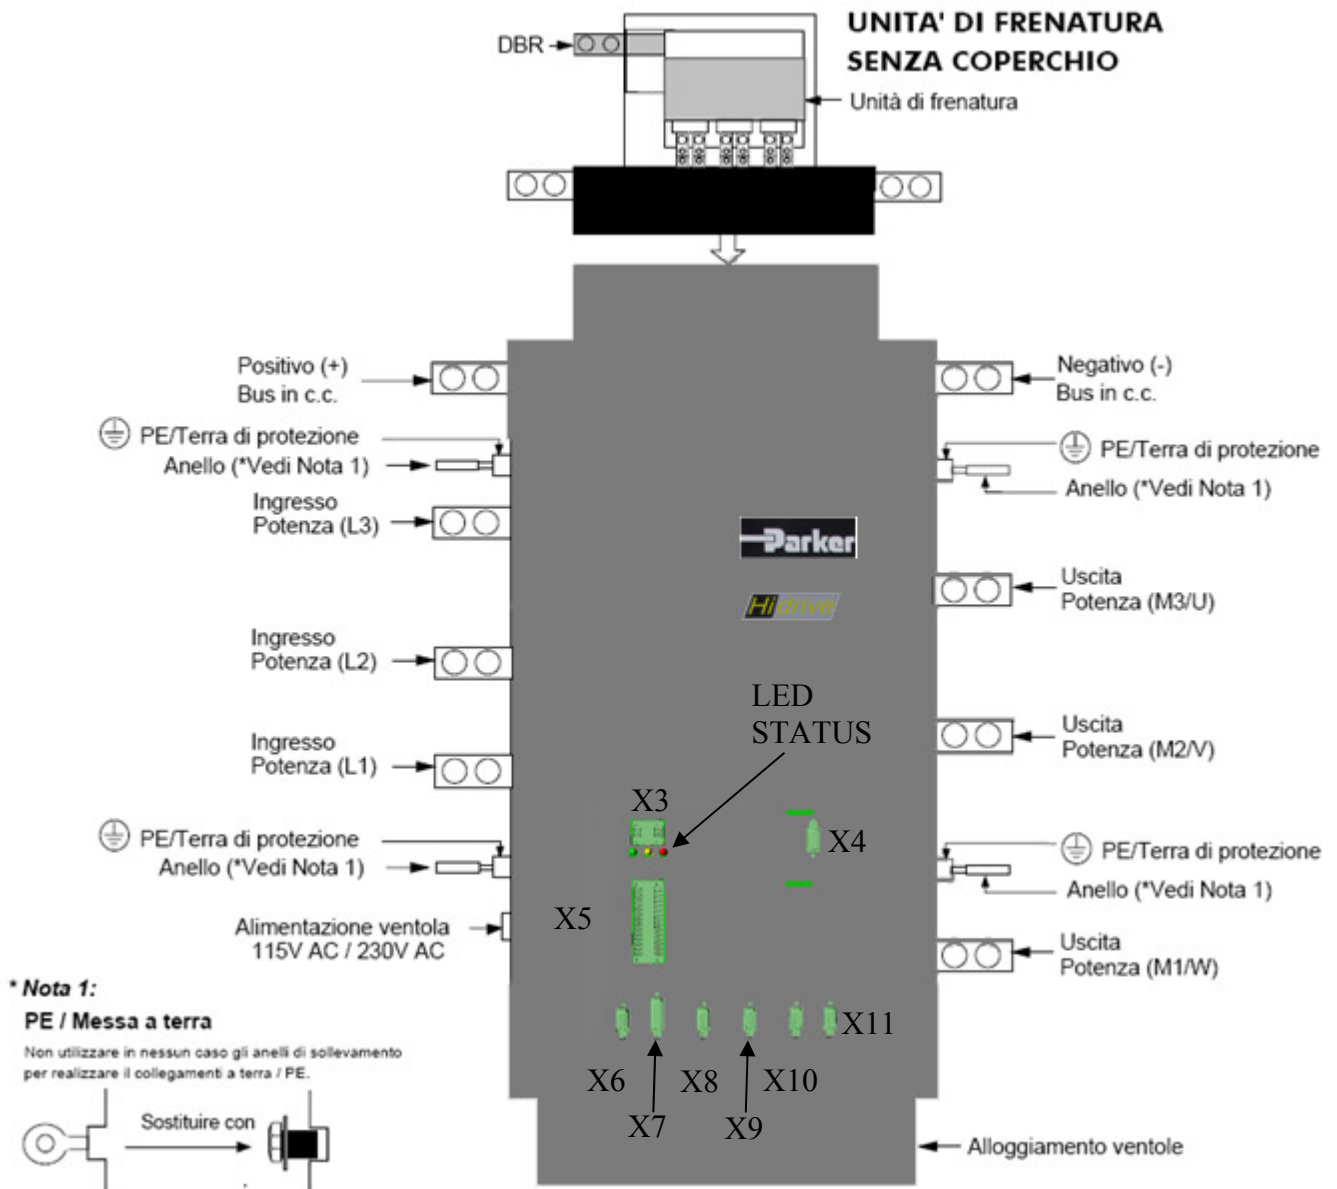 UNITA' DI FRENATURA
SENZA COPERCHIO
DBR
Unità di frenatura
Positivo (+)
Bus in c.c.
Negativo (-)
Bus in c.c.
PE/Terra di protezione
Anello (*Vedi Nota 1)
PE/Terra di protezione
Anello (*Vedi Nota 1)
Ingresso
Potenza (L3)
Parker
Hi drive
Uscita
Potenza (M3/U)
Ingresso
Potenza (L2)
LED
STATUS
Uscita
Potenza (M2/V)
Ingresso
Potenza (L1)
X3
X4
PE/Terra di protezione
Anello (*Vedi Nota 1)
PE/Terra di protezione
Anello (*Vedi Nota 1)
X5
Alimentazione ventola
115V AC / 230V AC
Uscita
Potenza (M1/W)
* Nota 1:
PE / Messa a terra
Non utilizzare in nessun caso gli anelli di sollevamento
per realizzare il collegamenti a terra / PE.
Sostituire con
X11
X6
X8
X10
X7
X9
Alloggiamento ventole